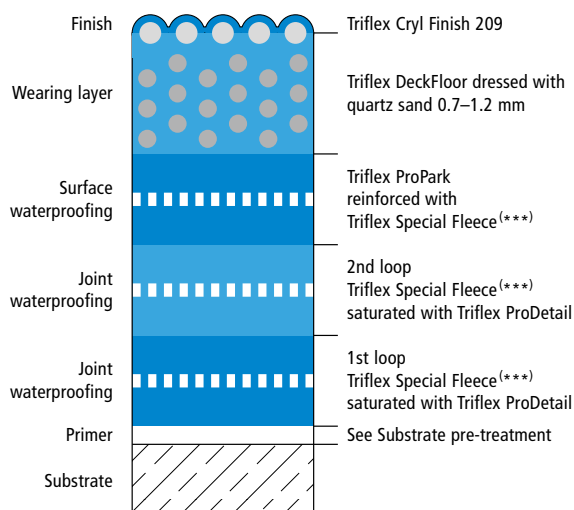 Finish
Triflex Cryl Finish 209
Wearing layer
Triflex DeckFloor dressed with
quartz sand 0.7–1.2 mm
Surface
waterproofing
Triflex ProPark
reinforced with
Triflex Special Fleece(***)
Joint
waterproofing
2nd loop
Triflex Special Fleece(***)
saturated with Triflex ProDetail
Joint
waterproofing
1st loop
Triflex Special Fleece(***)
saturated with Triflex ProDetail
Primer
See Substrate pre-treatment
Substrate